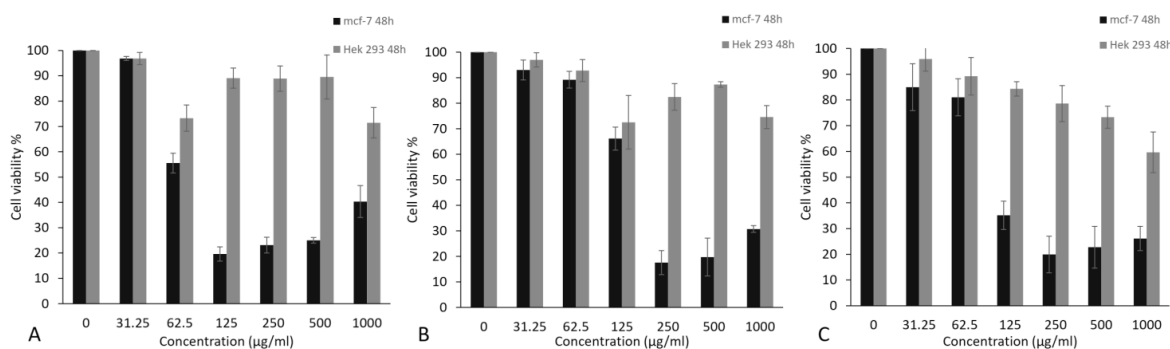 mcf-7 48h
Hek 293 48h
Cell viability %
100
90
80
70
60
50
40
30
20
10
0
0 31.25 62.5 125 250 500 1000
A Concentration (µg/ml)
mcf-7 48h
Hek 293 48h
Cell viability %
100
90
80
70
60
50
40
30
20
10
0
0 31.25 62.5 125 250 500 1000
B Concentration (µg/ml)
mcf-7 48h
Hek 293 48h
Cell viability %
100
90
80
70
60
50
40
30
20
10
0
0 31.25 62.5 125 250 500 1000
C Concentration (µg/ml)